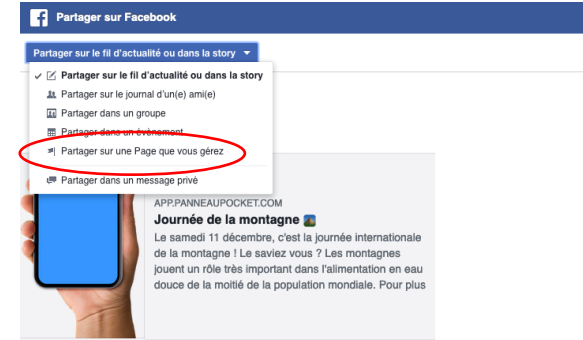 Partager sur Facebook
Partager sur le fil d'actualité ou dans la story
Partager sur le fil d'actualité ou dans la story
Partager sur le journal d'un(e) ami(e)
Partager dans un groupe
Partager dans un évènement
Partager sur une Page que vous gérez
Partager dans un message privé
APP.PANNEAUPOCKET.COM
Journée de la montagne
Le samedi 11 décembre, c'est la journée internationale
de la montagne ! Le saviez vous ? Les montagnes
jouent un rôle très important dans l'alimentation en eau
douce de la moitié de la population mondiale. Pour plus